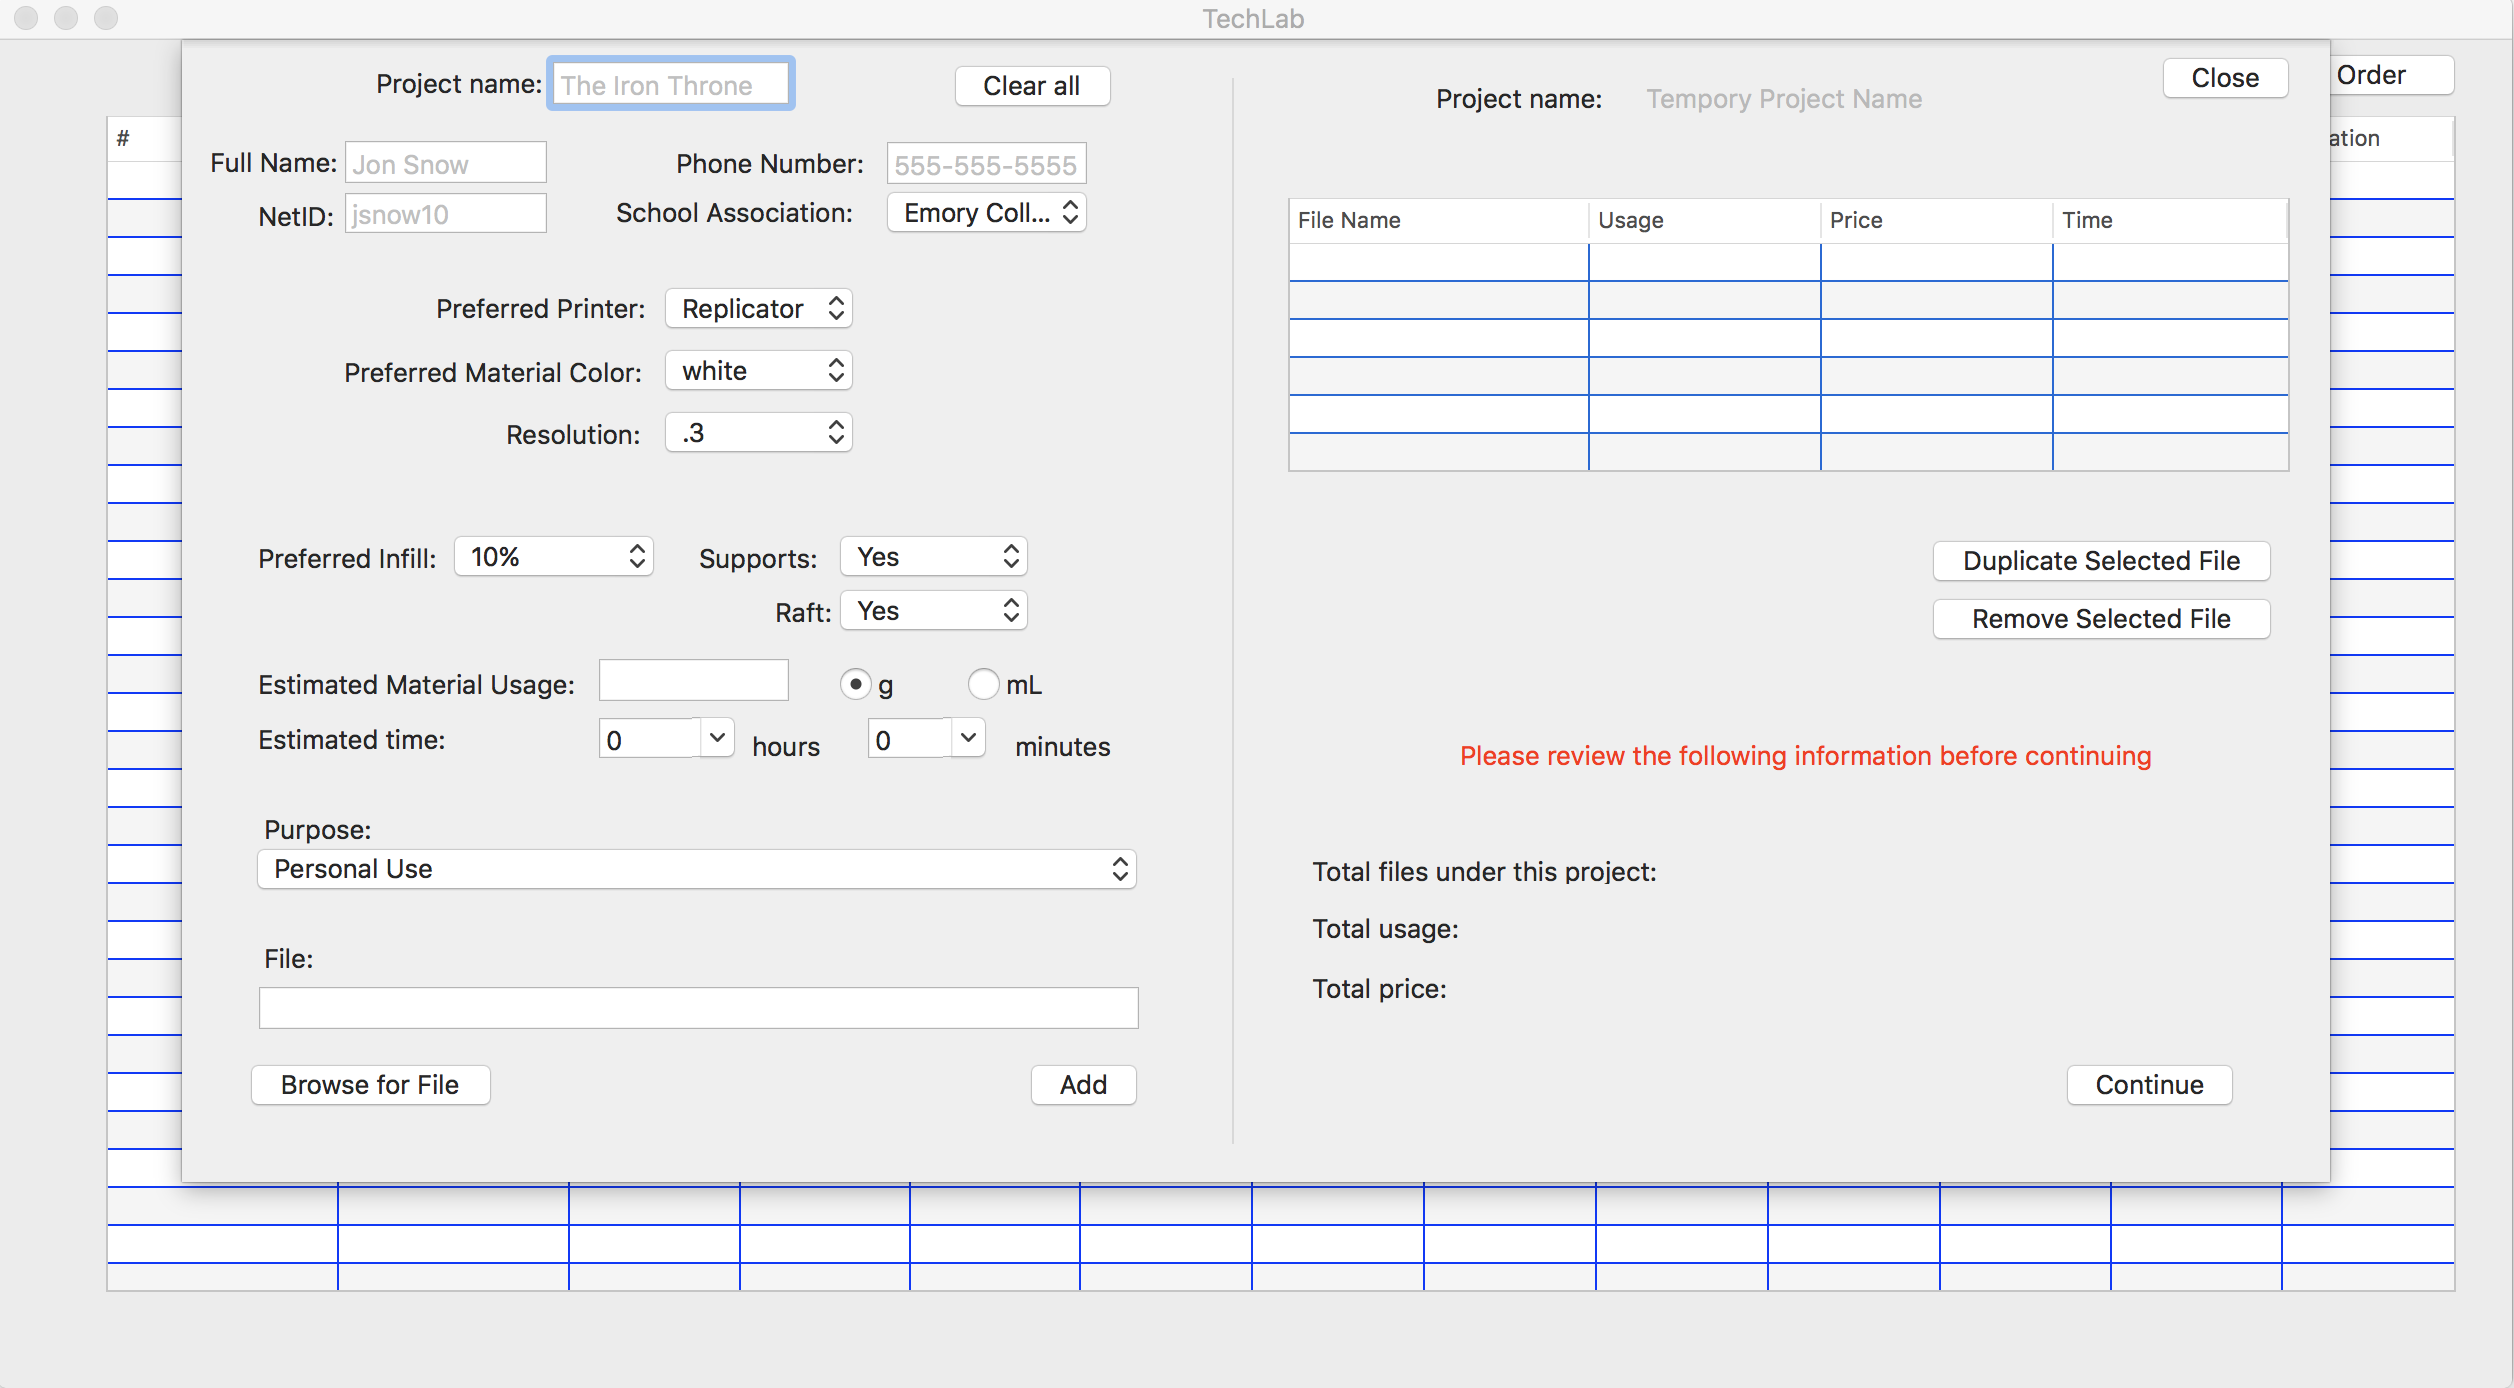 TechLab
Project name: The Iron Throne
Clear all
Full Name: Jon Snow
Phone Number: 555-555-5555
NetID: jsnow10
School Association: Emory Coll...
Preferred Printer: Replicator
Preferred Material Color: white
Resolution: .3
Preferred Infill: 10%
Supports: Yes
Raft: Yes
Estimated Material Usage:
g
mL
Estimated time: 0 hours 0 minutes
Purpose:
Personal Use
File:
Browse for File
Add
Project name: Tempory Project Name
Close
File Name Usage Price Time
Duplicate Selected File
Remove Selected File
Please review the following information before continuing
Total files under this project:
Total usage:
Total price:
Continue
Order
#
ation